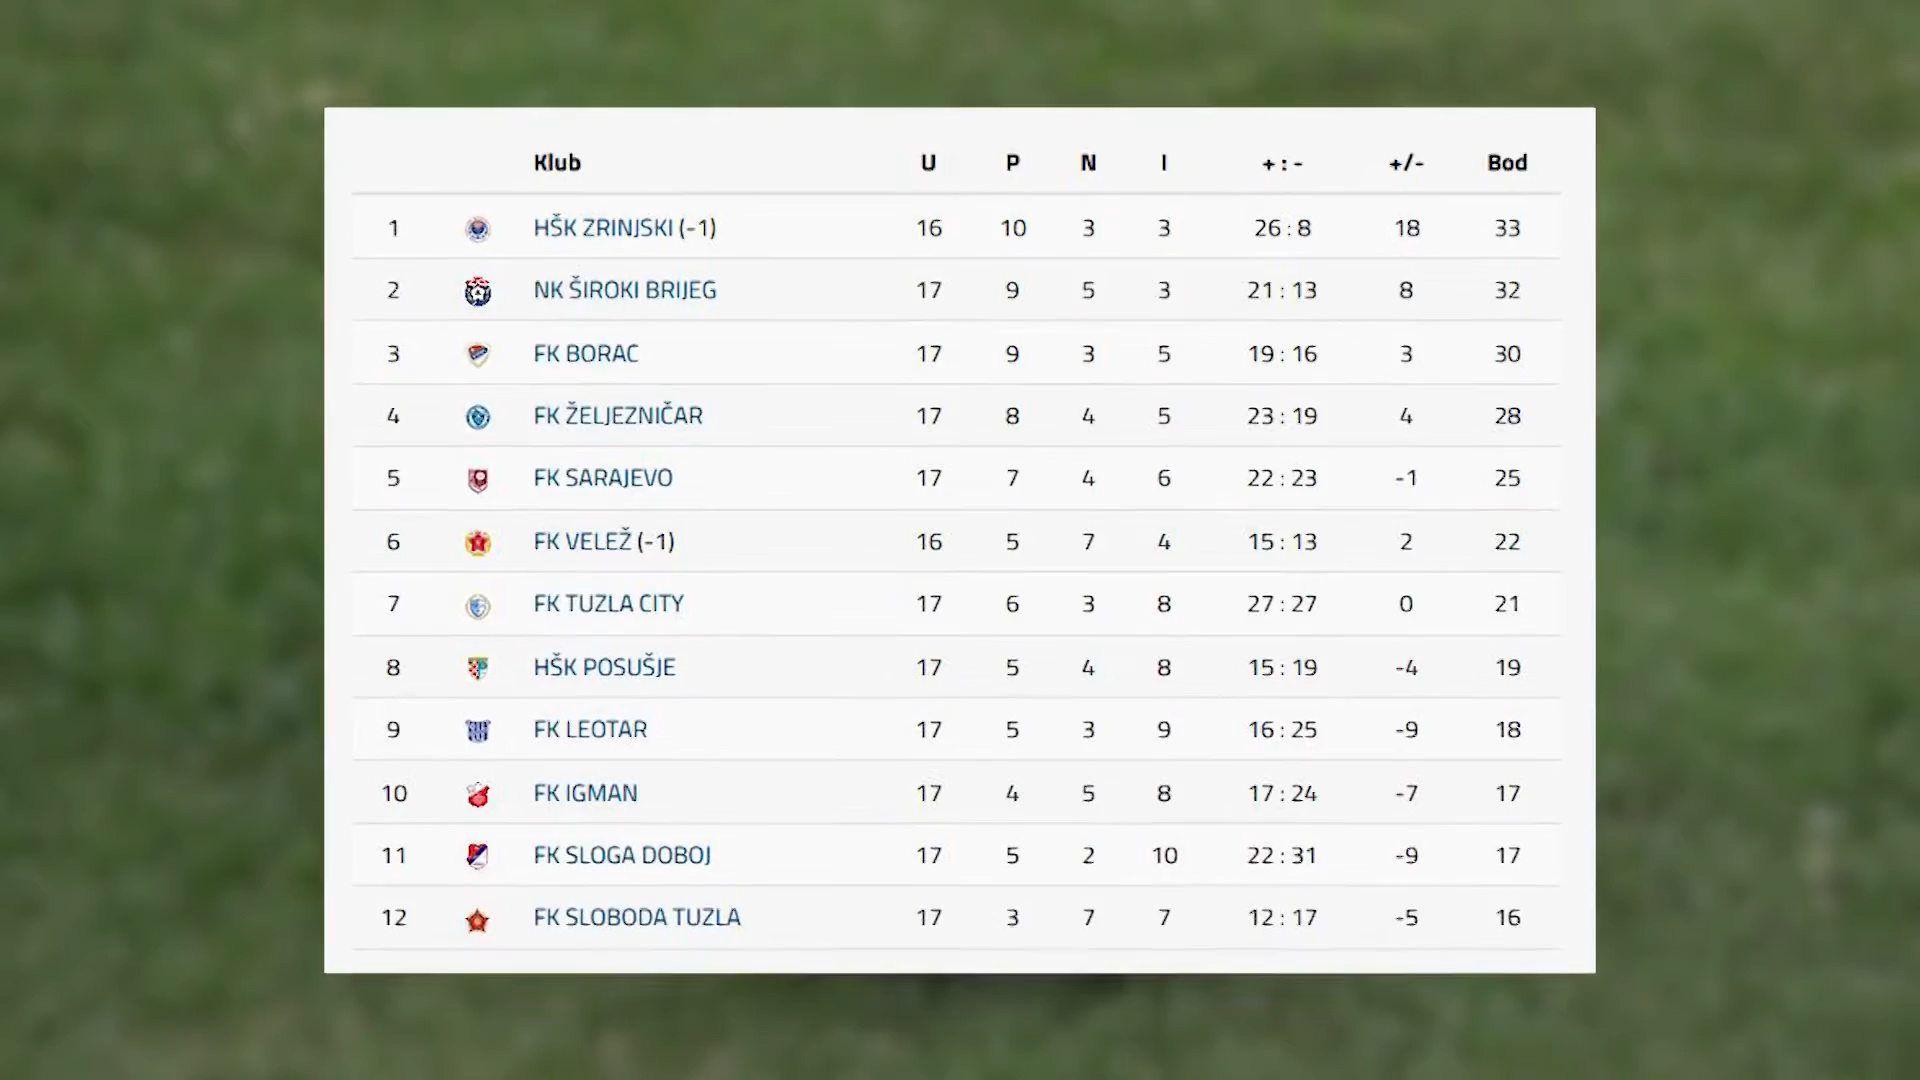 Klub U P N I + : - +/- Bod
1 HŠK ZRINJSKI (-1) 16 10 3 3 26 : 8 18 33
2 NK ŠIROKI BRIJEG 17 9 5 3 21 : 13 8 32
3 FK BORAC 17 9 3 5 19 : 16 3 30
4 FK ŽELJEZNIČAR 17 8 4 5 23 : 19 4 28
5 FK SARAJEVO 17 7 4 6 22 : 23 -1 25
6 FK VELEŽ (-1) 16 5 7 4 15 : 13 2 22
7 FK TUZLA CITY 17 6 3 8 27 : 27 0 21
8 HŠK POSUŠJE 17 5 4 8 15 : 19 -4 19
9 FK LEOTAR 17 5 3 9 16 : 25 -9 18
10 FK IGMAN 17 4 5 8 17 : 24 -7 17
11 FK SLOGA DOBOJ 17 5 2 10 22 : 31 -9 17
12 FK SLOBODA TUZLA 17 3 7 7 12 : 17 -5 16